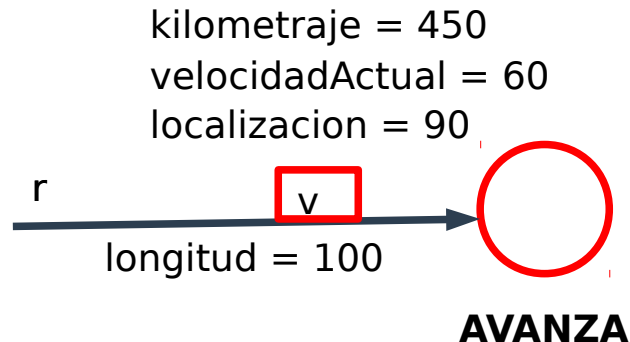 kilometraje = 450
velocidadActual = 60
localizacion = 90
r
v
longitud = 100
AVANZA